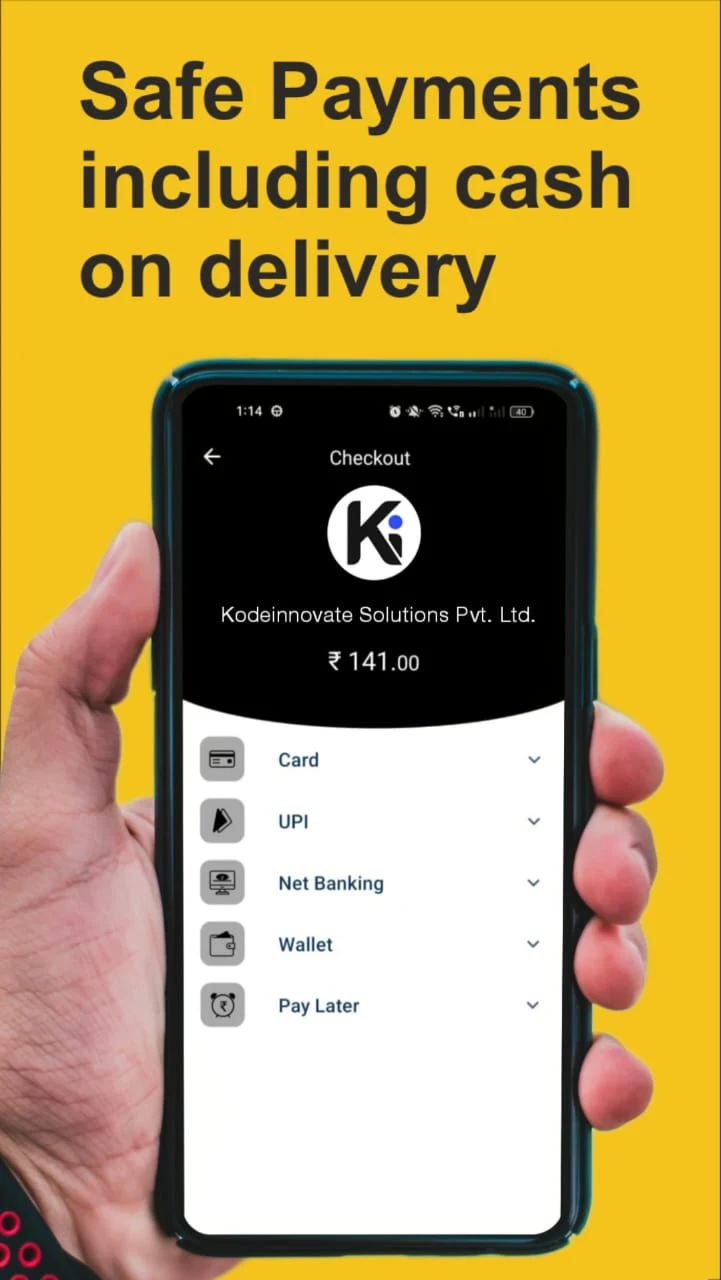 Safe Payments
including cash
on delivery
1:14
40
Checkout
Ki
Kodeinnovate Solutions Pvt. Ltd.
₹ 141.00
Card
UPI
Net Banking
Wallet
₹
Pay Later